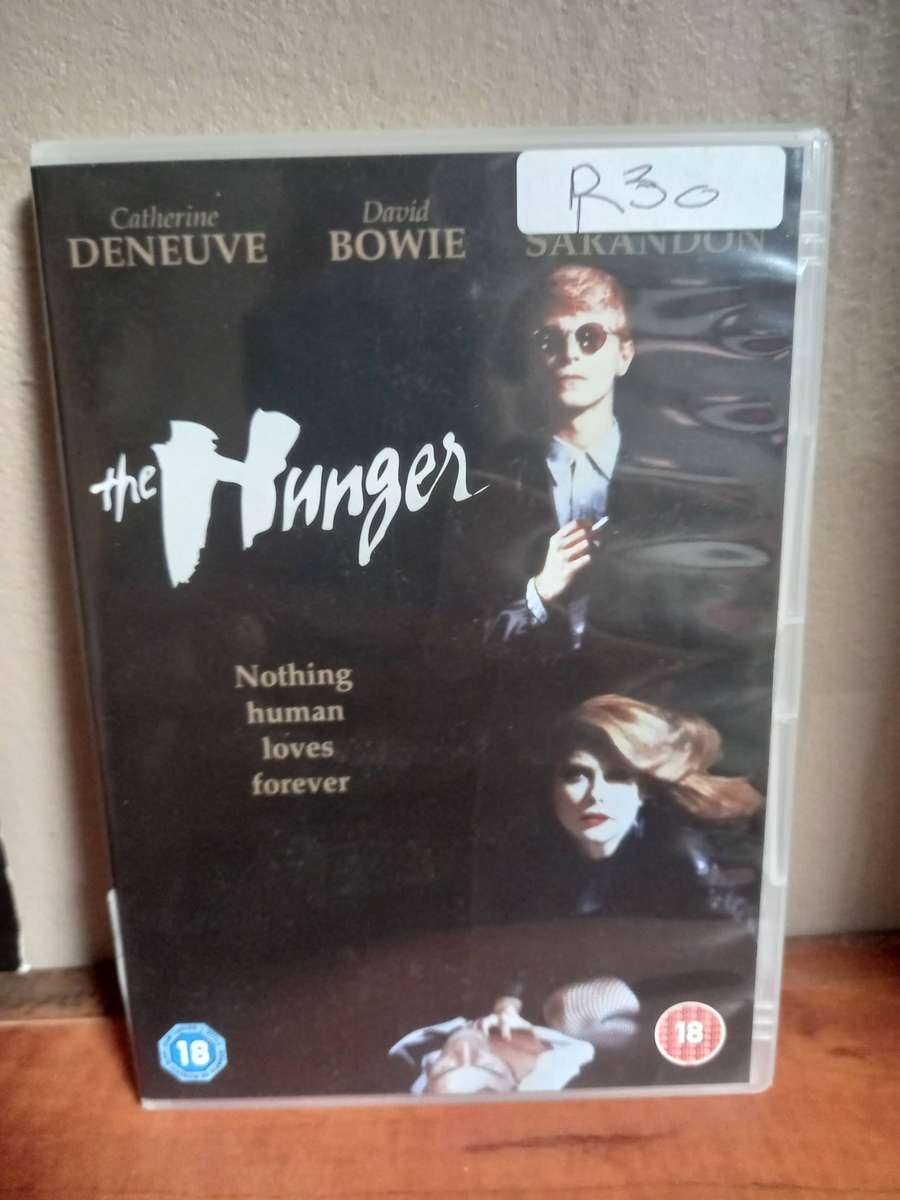 R30
Catherine
DENEUVE
David
BOWIE
SARANDON
the Hunger
Nothing
human
loves
forever
18
18